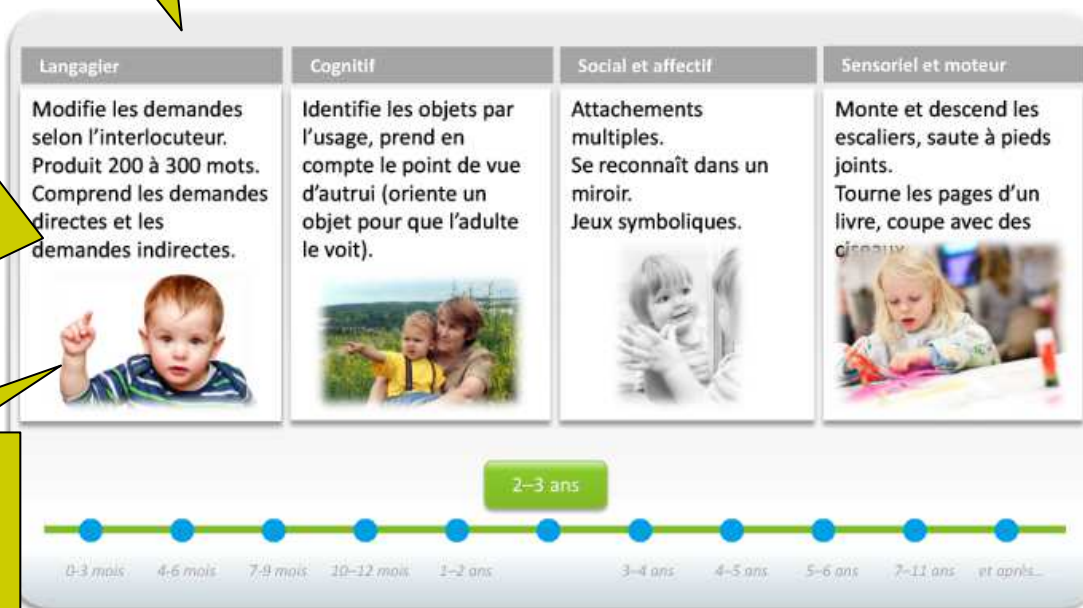 Langagier
Modifie les demandes
selon l'interlocuteur.
Produit 200 à 300 mots.
Comprend les demandes
directes et les
demandes indirectes.
Cognitif
Identifie les objets par
l'usage, prend en
compte le point de vue
d'autrui (oriente un
objet pour que l'adulte
le voit).
Social et affectif
Attachements
multiples.
Se reconnaît dans un
miroir.
Jeux symboliques.
Sensoriel et moteur
Monte et descend les
escaliers, saute à pieds
joints.
Tourne les pages d'un
livre, coupe avec des
ciseaux.
2–3 ans
0-3 mois 4-6 mois 7-9 mois 10–12 mois 1–2 ans 3–4 ans 4–5 ans 5–6 ans 7–11 ans et après...